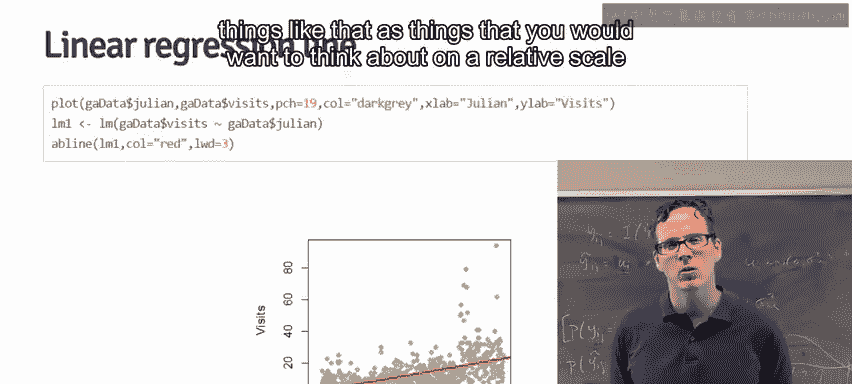 things like that as things that you would
want to think about on a relative scale
Linear regression line
plot(gaData$julian,gaData$visits,pch=19,col="darkgrey",xlab="Julian",ylab="Visits")
lm1 <- lm(gaData$visits ~ gaData$julian)
abline(lm1,col="red",lwd=3)
Visits
80
60
40
20